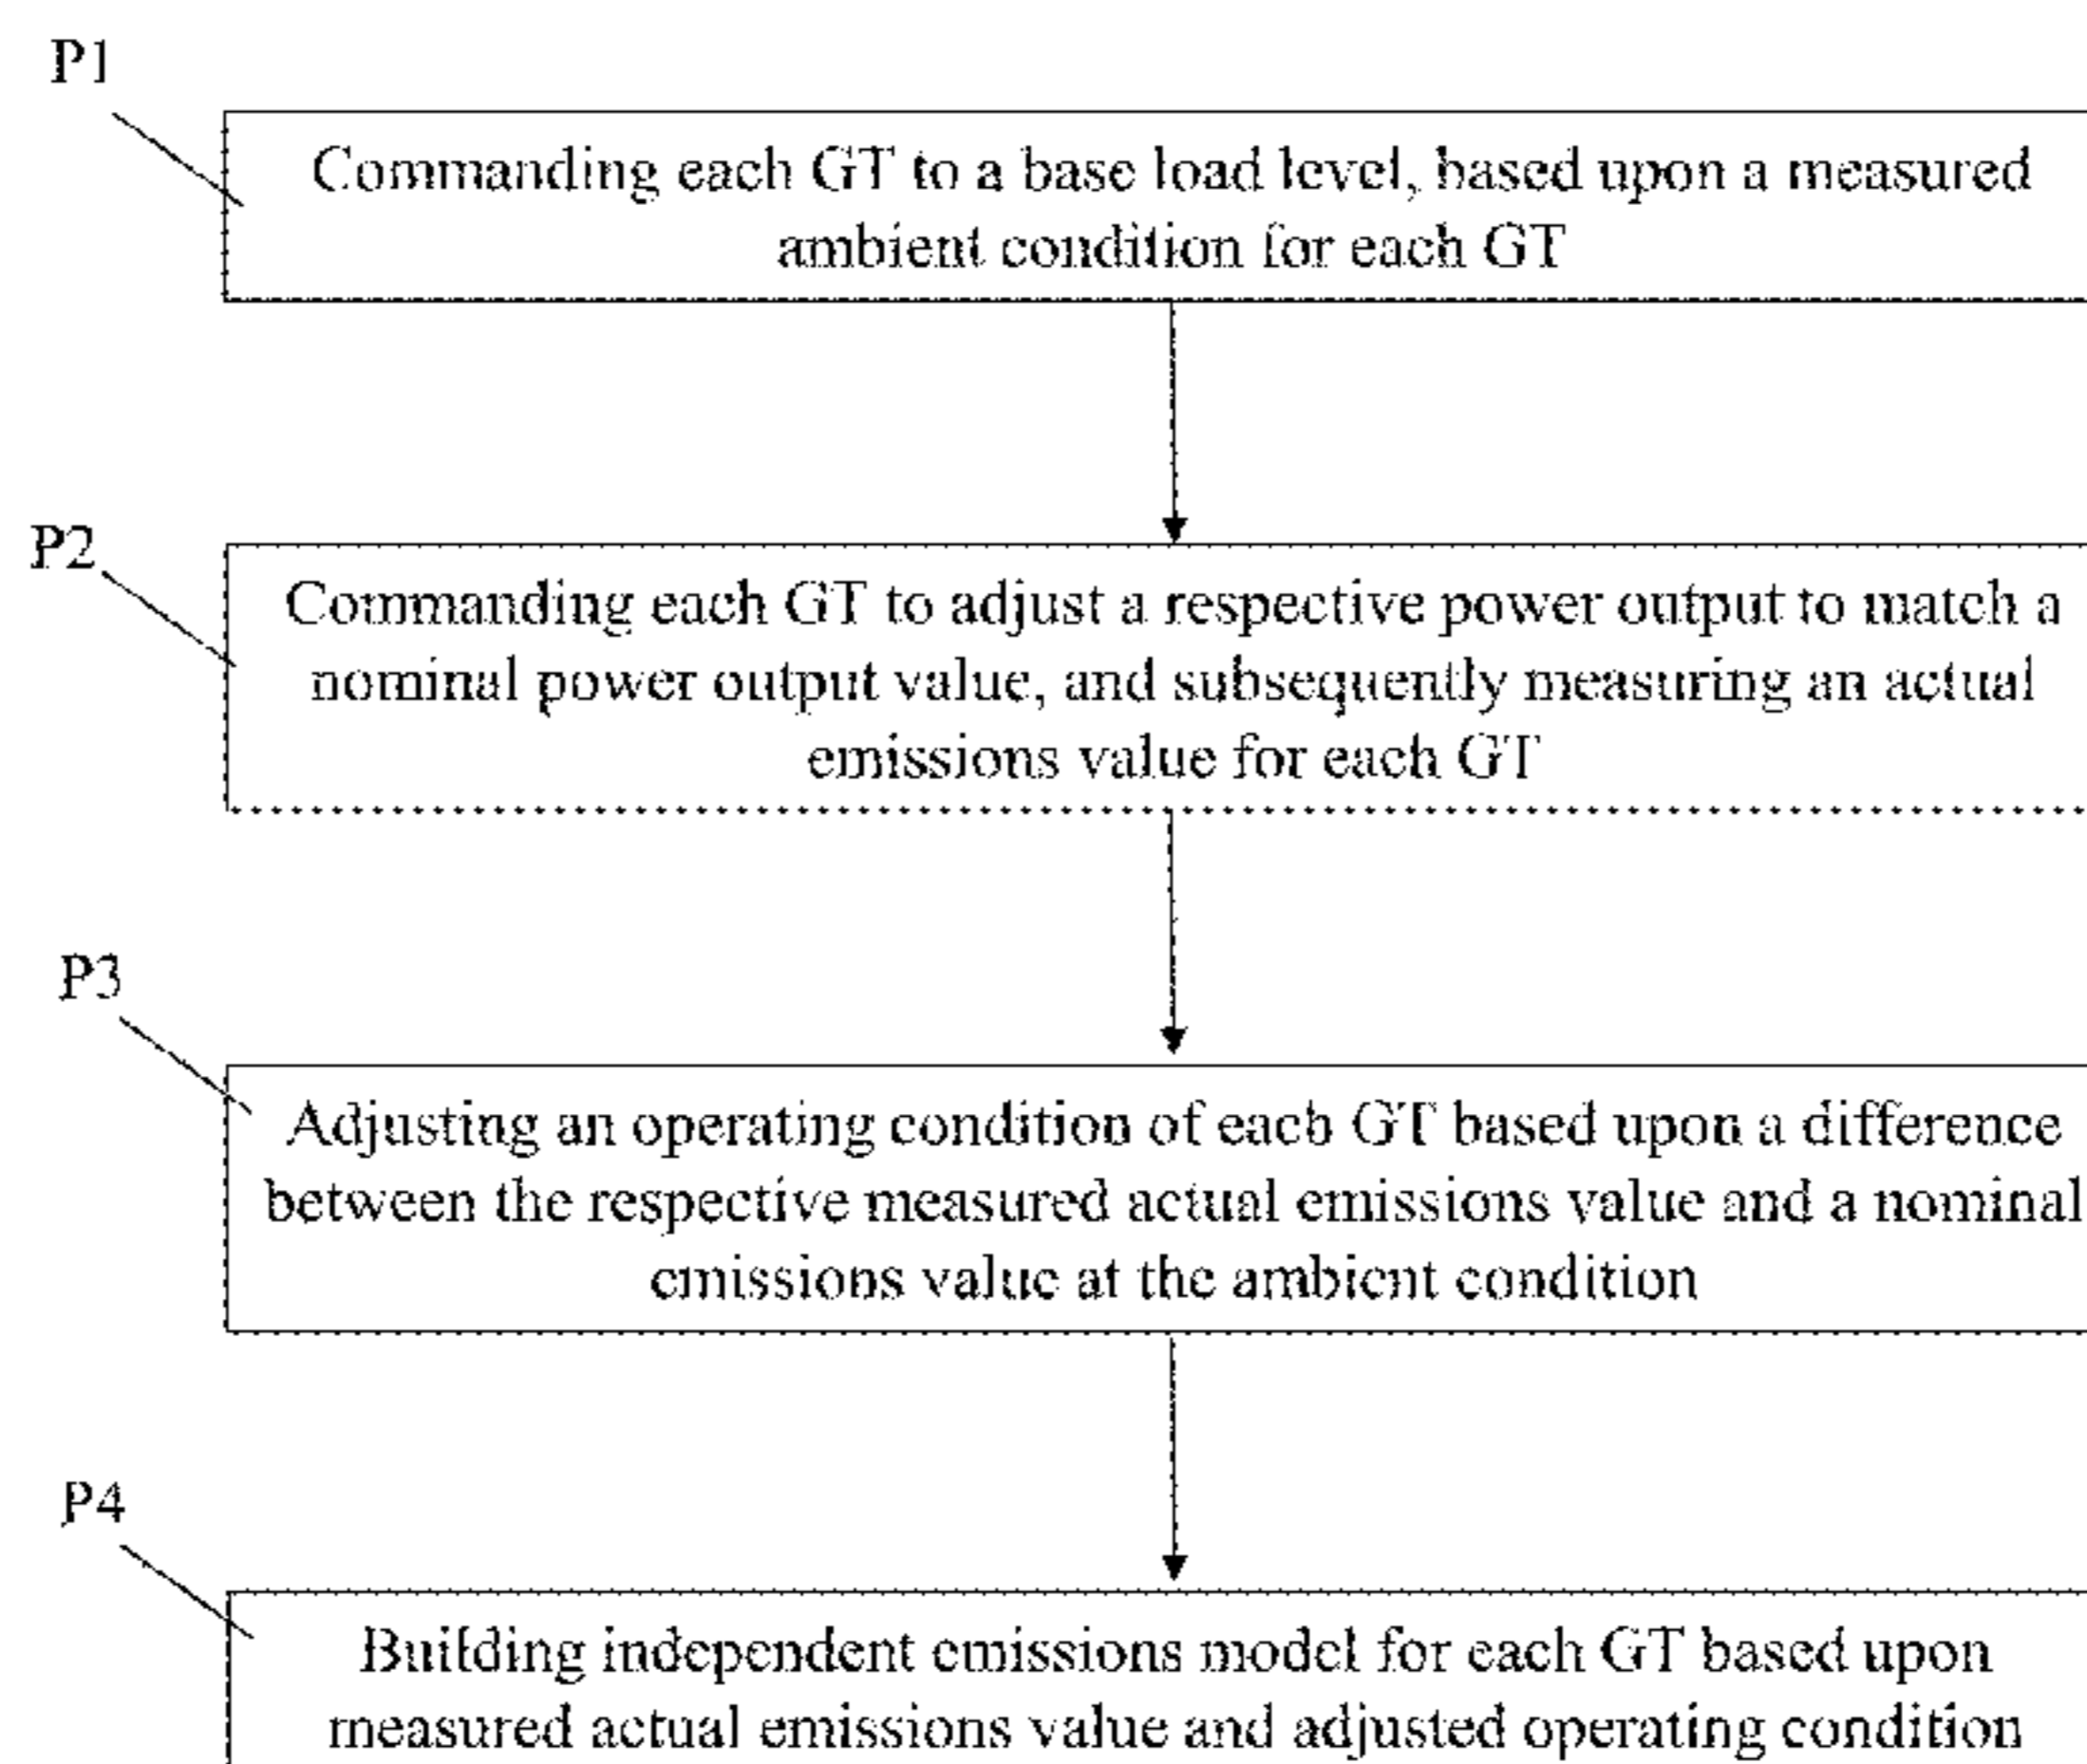 P1
Commanding each GT to a base load level, based upon a measured
ambient condition for each GT
P2
Commanding each GT to adjust a respective power output to match a
nominal power output value, and subsequently measuring an actual
emissions value for each GT
P3
Adjusting an operating condition of each GT based upon a difference
between the respective measured actual emissions value and a nominal
emissions value at the ambient condition
P4
Building independent emissions model for each GT based upon
measured actual emissions value and adjusted operating condition